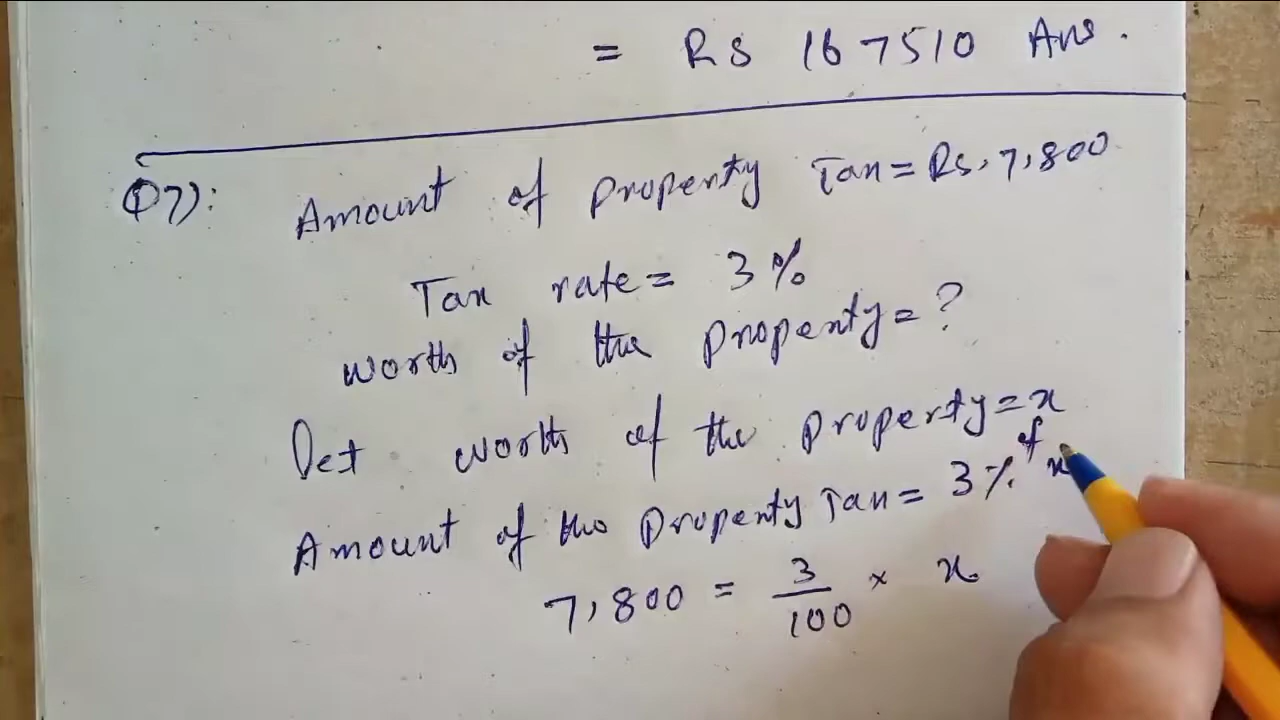 = Rs 167510 Ans.
Q7): Amount of Property Tax = Rs. 7,800
Tax rate = 3%
worth of the property = ?
Let worth of the property = x
Amount of the Property Tax = 3% of x
7,800 = 3/100 × x